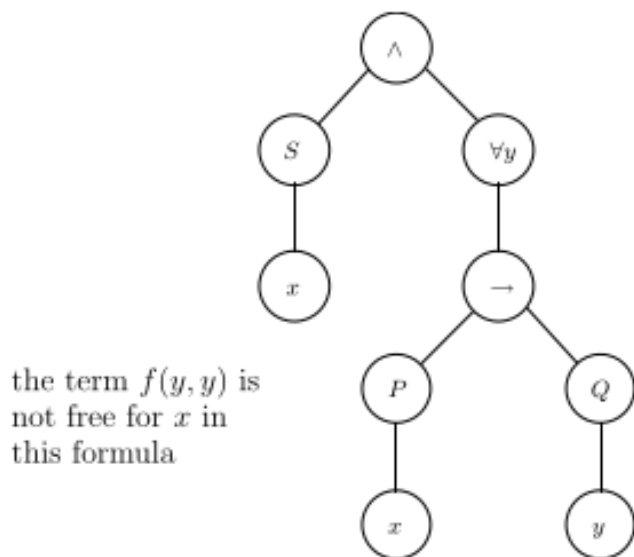 ∧
S ∀y
x →
the term f(y, y) is
not free for x in
this formula
P Q
x y